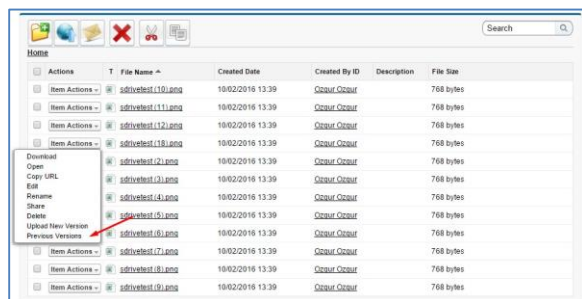 Search
Home
Actions T File Name Created Date Created By ID Description File Size
Item Actions sdrivetest (10).png 10/02/2016 13:39 Ozgur Ozgur 768 bytes
Item Actions sdrivetest (11).png 10/02/2016 13:39 Ozgur Ozgur 768 bytes
Item Actions sdrivetest (12).png 10/02/2016 13:39 Ozgur Ozgur 768 bytes
Item Actions sdrivetest (18).png 10/02/2016 13:39 Ozgur Ozgur 768 bytes
sdrivetest (2).png 10/02/2016 13:39 Ozgur Ozgur 768 bytes
sdrivetest (3).png 10/02/2016 13:39 Ozgur Ozgur 768 bytes
sdrivetest (4).png 10/02/2016 13:39 Ozgur Ozgur 768 bytes
sdrivetest (5).png 10/02/2016 13:39 Ozgur Ozgur 768 bytes
sdrivetest (6).png 10/02/2016 13:39 Ozgur Ozgur 768 bytes
Item Actions sdrivetest (7).png 10/02/2016 13:39 Ozgur Ozgur 768 bytes
Item Actions sdrivetest (8).png 10/02/2016 13:39 Ozgur Ozgur 768 bytes
Item Actions sdrivetest (9).png 10/02/2016 13:39 Ozgur Ozgur 768 bytes
Download
Open
Copy URL
Edit
Rename
Share
Delete
Upload New Version
Previous Versions